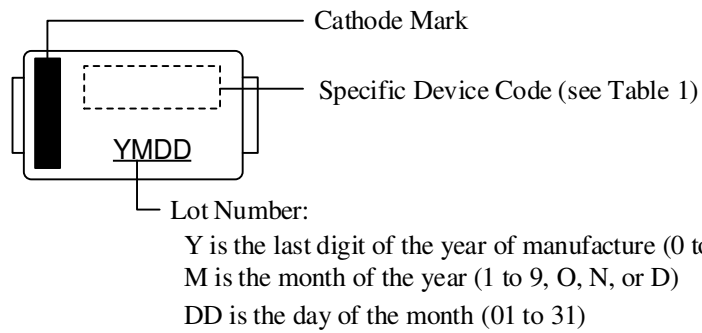 Cathode Mark
Specific Device Code (see Table 1)
YMDD
Lot Number:
Y is the last digit of the year of manufacture (0 to
M is the month of the year (1 to 9, O, N, or D)
DD is the day of the month (01 to 31)